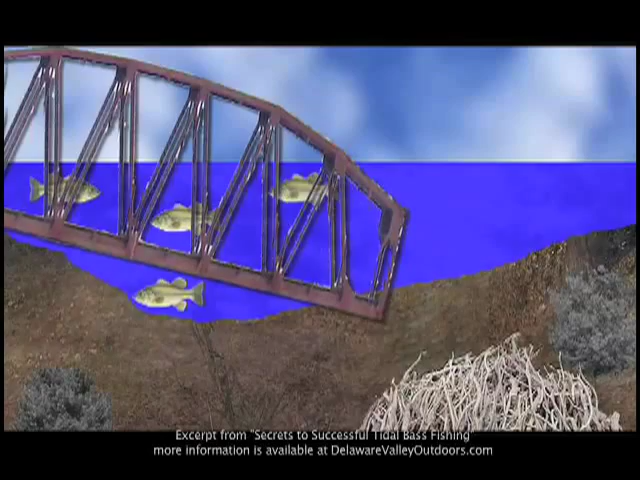 Excerpt from "Secrets to Successful Tidal Bass Fishing
more information is available at DelawareValleyOutdoors.com